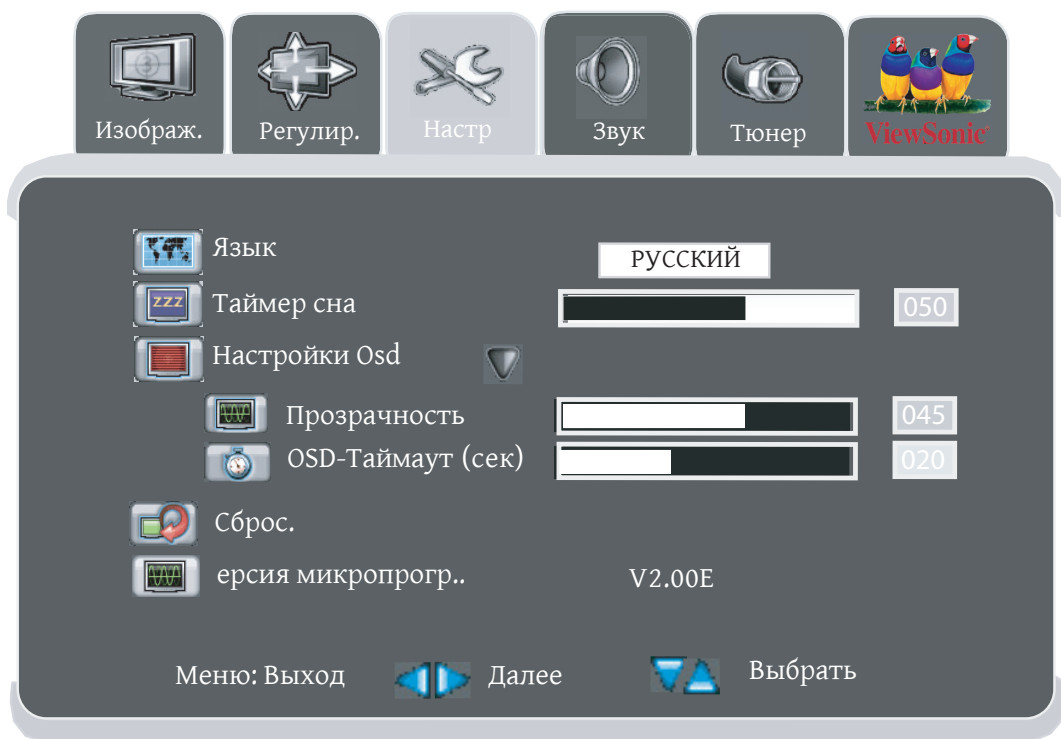 Изображ. Регулир. Настр Звук Тюнер ViewSonic
Язык РУССКИЙ
zzz Таймер сна 050
Настройки Osd
Прозрачность 045
OSD-Таймаут (сек) 020
Сброс.
ерсия микропрогр.. V2.00E
Меню: Выход Далее Выбрать